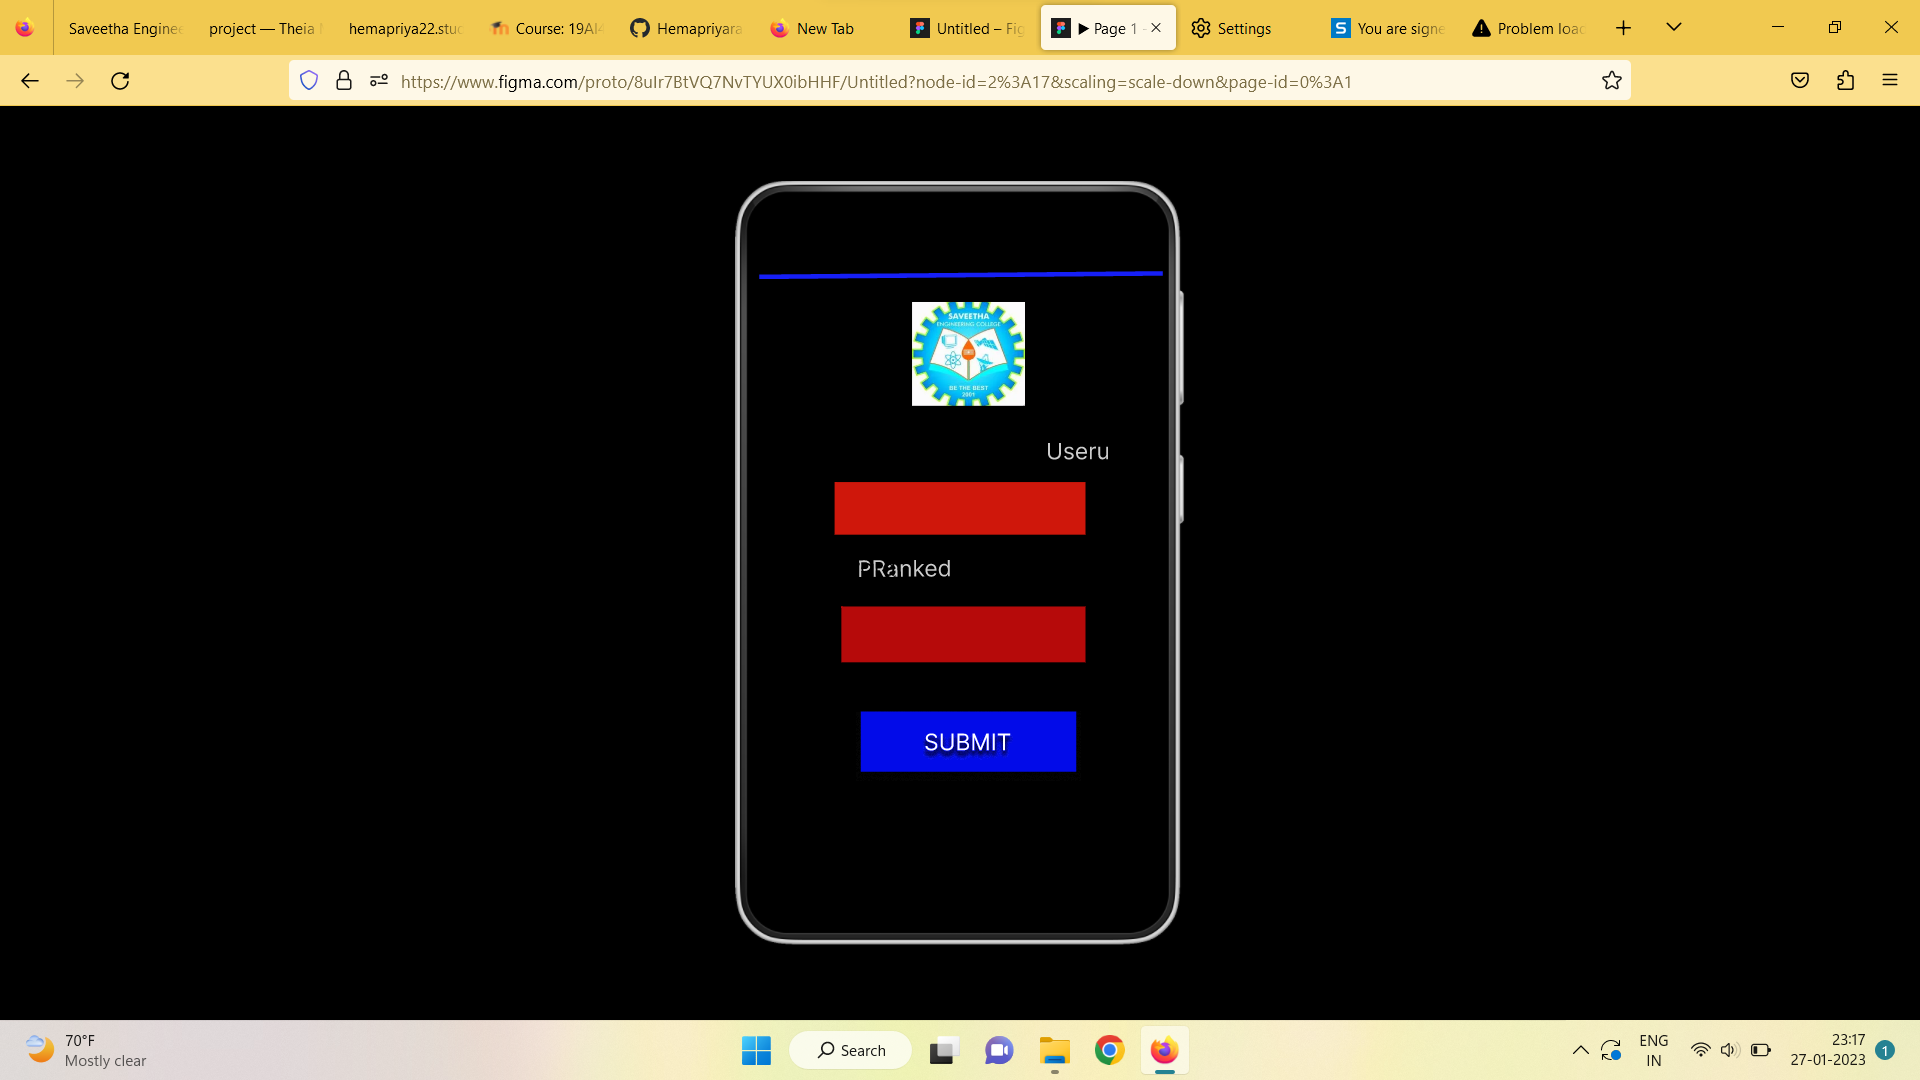 Saveetha Enginee
project — Theia
hemapriya22.stud
Course: 19AI4
Hemapriyara
New Tab
Untitled – Fig
Page 1 -
Settings
You are signe
Problem load
https://www.figma.com/proto/8uIr7BtVQ7NvTYUX0ibHHF/Untitled?node-id=2%3A17&scaling=scale-down&page-id=0%3A1
SAVEETHA
ENGINEERING COLLEGE
BE THE BEST
2001
Useru
PRanked
SUBMIT
70°F
Mostly clear
Search
ENG
IN
23:17
27-01-2023
1